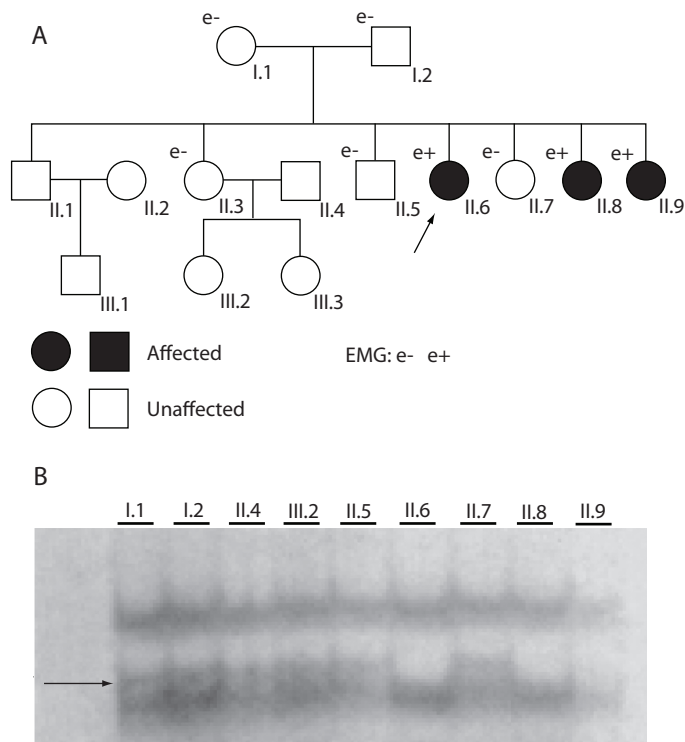 A
e- e-
I.1 I.2
e- e- e+ e- e+ e+
II.1 II.2 II.3 II.4 II.5 II.6 II.7 II.8 II.9
III.1 III.2 III.3
Affected EMG: e- e+
Unaffected
B
I.1 I.2 II.4 III.2 II.5 II.6 II.7 II.8 II.9